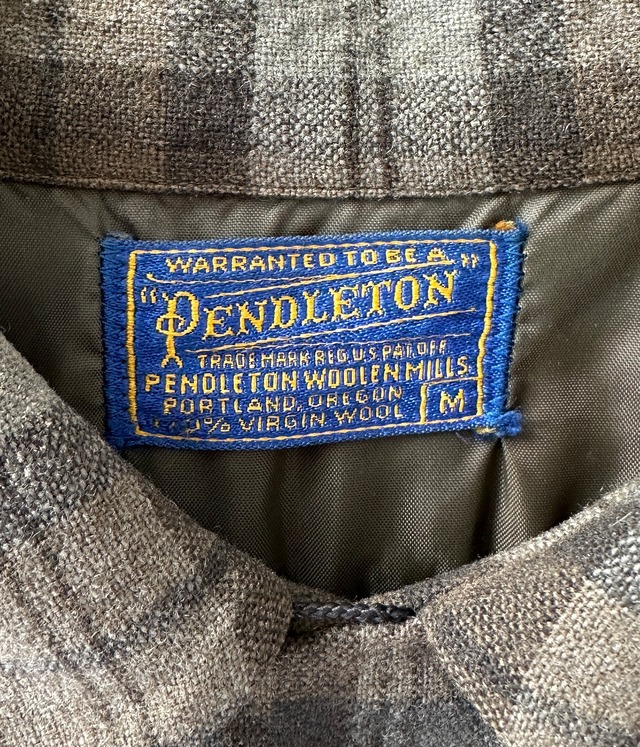 WARRANTED TO BE A
"PENDLETON"
TRADE MARK REG. U.S. PAT. OFF.
PENDLETON WOOLEN MILLS
PORTLAND, OREGON
M
VIRGIN WOOL